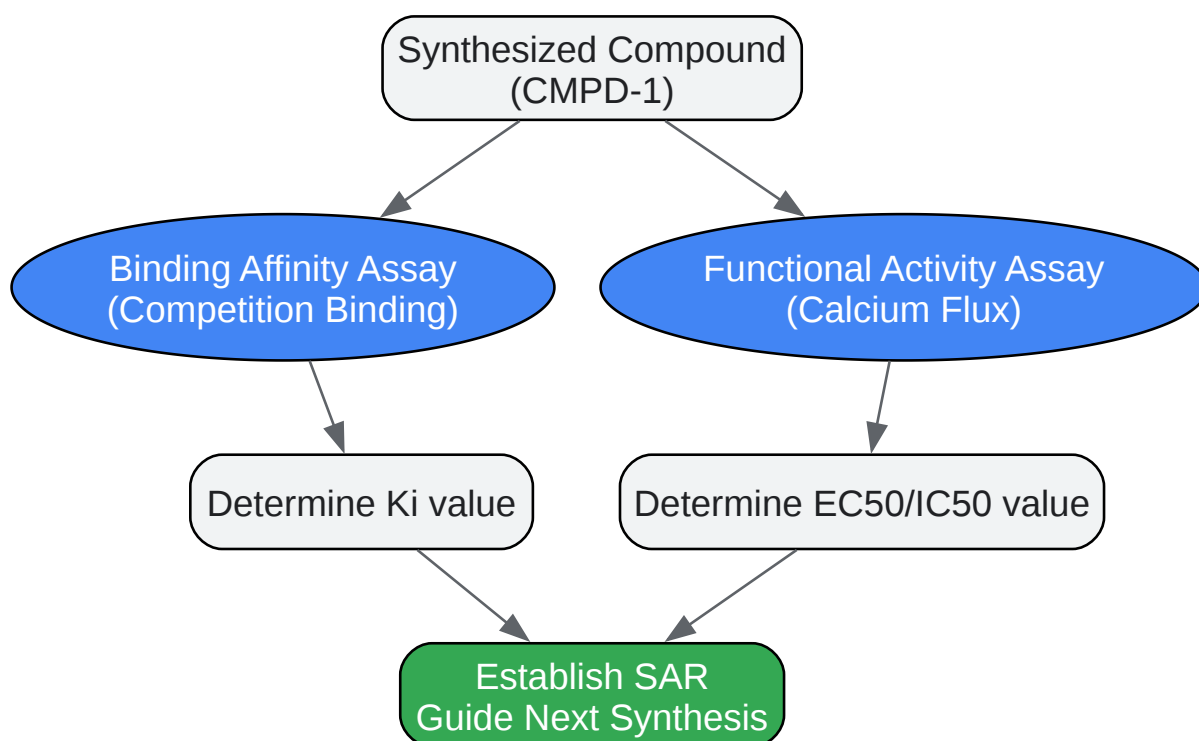 Synthesized Compound
(CMPD-1)
Binding Affinity Assay
(Competition Binding)
Functional Activity Assay
(Calcium Flux)
Determine Ki value
Determine EC50/IC50 value
Establish SAR
Guide Next Synthesis